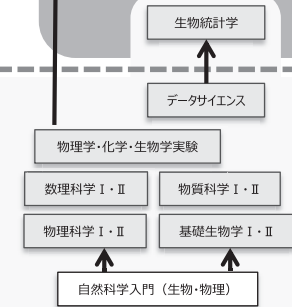 生物統計学
データサイエンス
物理学・化学・生物学実験
数理科学Ⅰ・Ⅱ
物質科学Ⅰ・Ⅱ
物理科学Ⅰ・Ⅱ
基礎生物学Ⅰ・Ⅱ
自然科学入門（生物・物理）